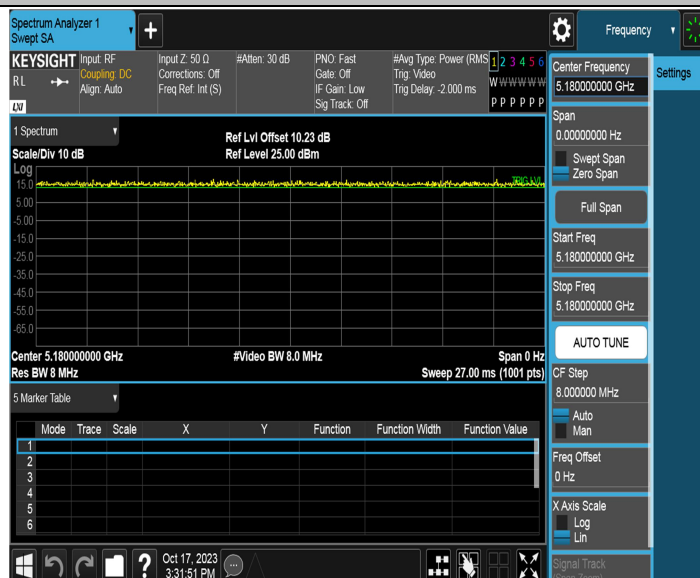 Spectrum Analyzer 1
Swept SA
+
Frequency
KEYSIGHT
RL
LXI
Input: RF
Coupling: DC
Align: Auto
Input Z: 50 Ω
Corrections: Off
Freq Ref: Int (S)
#Atten: 30 dB
PNO: Fast
Gate: Off
IF Gain: Low
Sig Track: Off
#Avg Type: Power (RMS
Trig: Video
Trig Delay: -2.000 ms
1 2 3 4 5 6
W W W W W W
P P P P P P
Center Frequency
5.180000000 GHz
Settings
Span
0.00000000 Hz
Swept Span
Zero Span
Full Span
Start Freq
5.180000000 GHz
Stop Freq
5.180000000 GHz
AUTO TUNE
CF Step
8.000000 MHz
Auto
Man
Freq Offset
0 Hz
X Axis Scale
Log
Lin
Signal Track
(Span Zoom)
1 Spectrum
Scale/Div 10 dB
Ref Lvl Offset 10.23 dB
Ref Level 25.00 dBm
Log
15.0
TRIG LVL
5.00
-5.00
-15.0
-25.0
-35.0
-45.0
-55.0
-65.0
Center 5.180000000 GHz
#Video BW 8.0 MHz
Span 0 Hz
Res BW 8 MHz
Sweep 27.00 ms (1001 pts)
5 Marker Table
Mode Trace Scale X Y Function Function Width Function Value
1
2
3
4
5
6
?
Oct 17, 2023
3:31:51 PM